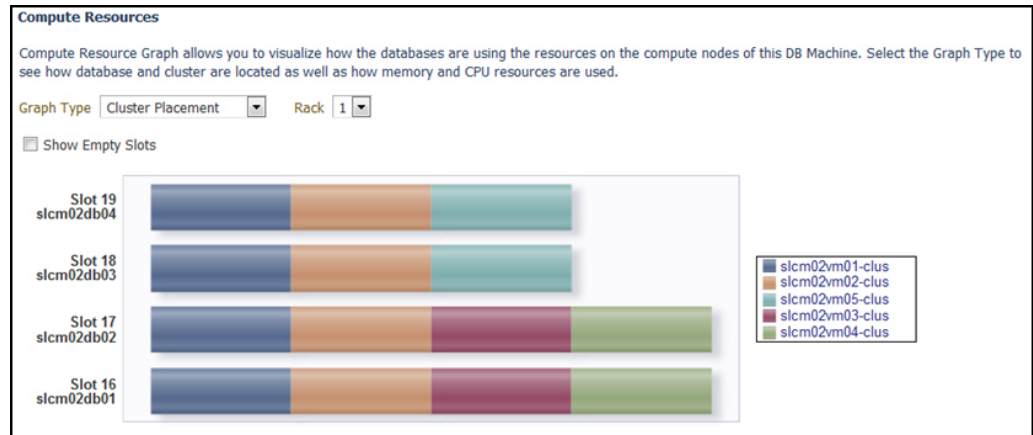 Compute Resources
Compute Resource Graph allows you to visualize how the databases are using the resources on the compute nodes of this DB Machine. Select the Graph Type to
see how database and cluster are located as well as how memory and CPU resources are used.
Graph Type Cluster Placement Rack 1
Show Empty Slots
Slot 19
slcm02db04
Slot 18
slcm02db03
Slot 17
slcm02db02
Slot 16
slcm02db01
slcm02vm01-clus
slcm02vm02-clus
slcm02vm05-clus
slcm02vm03-clus
slcm02vm04-clus